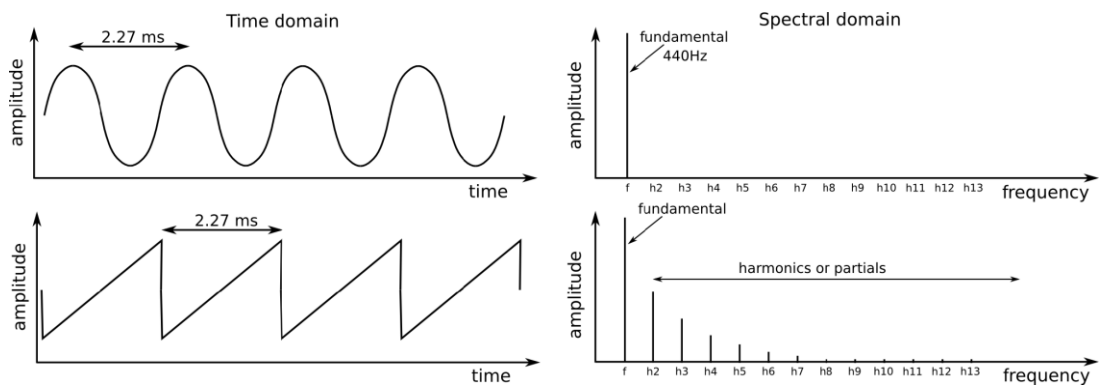 Time domain
2.27 ms
amplitude
time
Spectral domain
fundamental
440Hz
amplitude
f h2 h3 h4 h5 h6 h7 h8 h9 h10 h11 h12 h13
frequency
2.27 ms
amplitude
time
fundamental
harmonics or partials
amplitude
f h2 h3 h4 h5 h6 h7 h8 h9 h10 h11 h12 h13
frequency